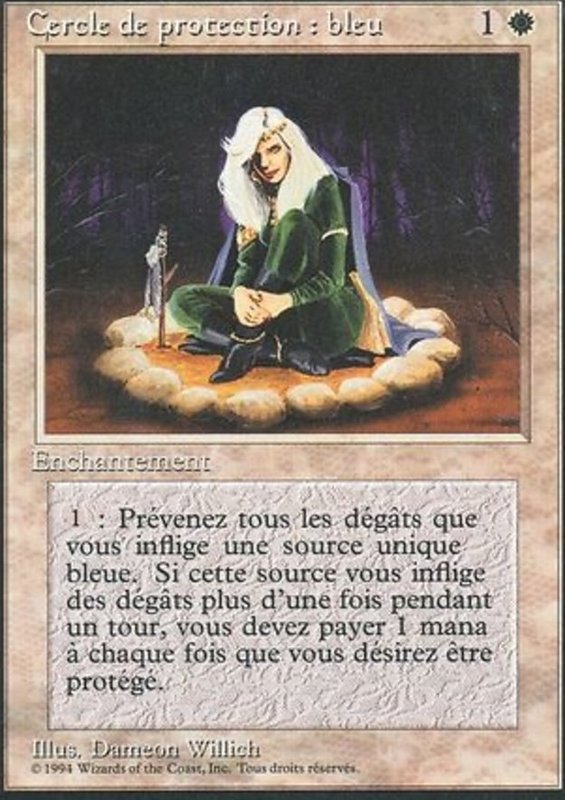 Cercle de protection : bleu 1
Enchantement
1 : Prévenez tous les dégâts que
vous inflige une source unique
bleue. Si cette source vous inflige
des dégâts plus d'une fois pendant
un tour, vous devez payer 1 mana
à chaque fois que vous désirez être
protégé.
Illus. Dameon Willich
© 1994 Wizards of the Coast, Inc. Tous droits réservés.